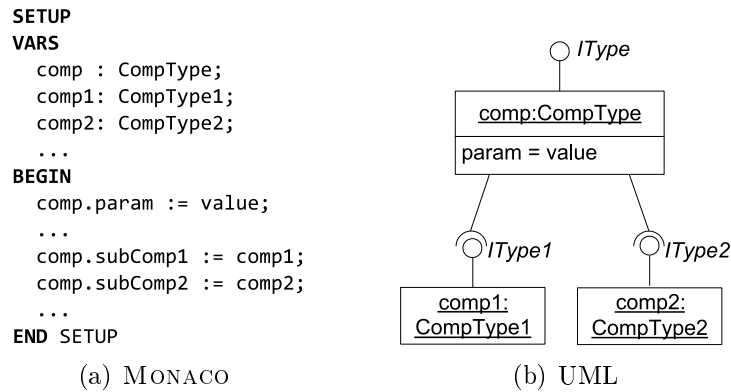 SETUP
VARS
comp : CompType;
comp1: CompType1;
comp2: CompType2;
...
BEGIN
comp.param := value;
...
comp.subComp1 := comp1;
comp.subComp2 := comp2;
...
END SETUP
(a) MONACO
IType
comp:CompType
param = value
IType1
IType2
comp1:
CompType1
comp2:
CompType2
(b) UML